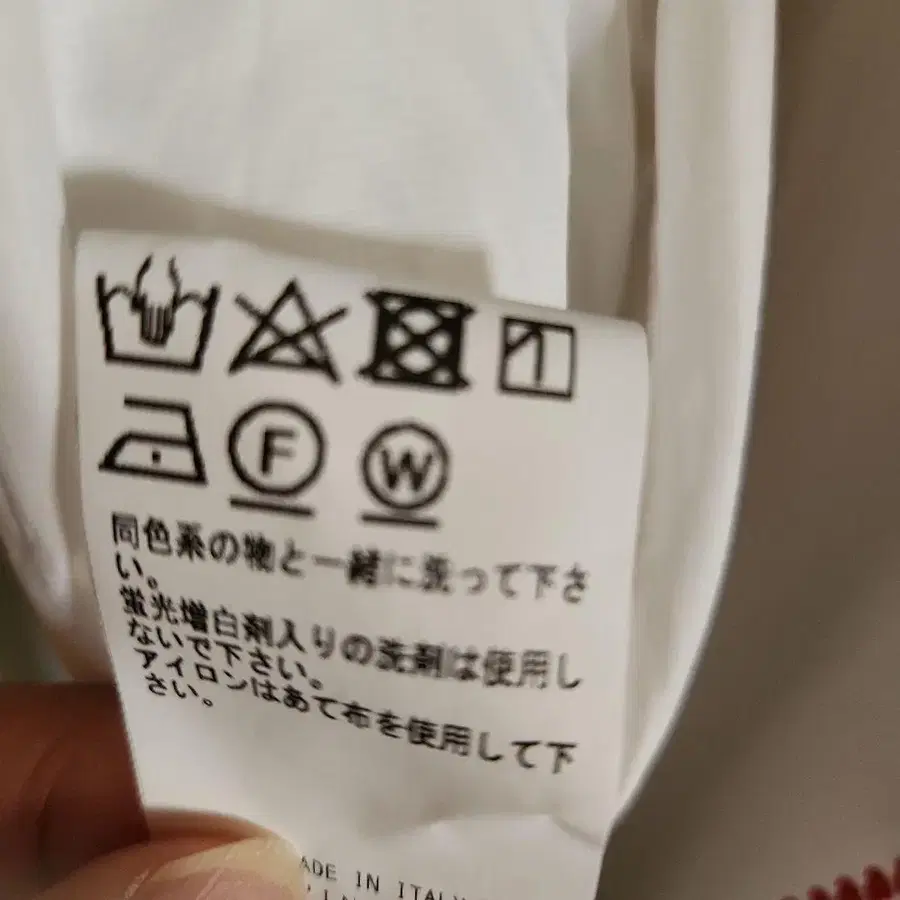 F W
同色系の物と一緒に洗って下さ
い。
蛍光増白剤入りの洗剤は使用し
ないで下さい。
アイロンはあて布を使用して下
さい。
ADE IN ITALY